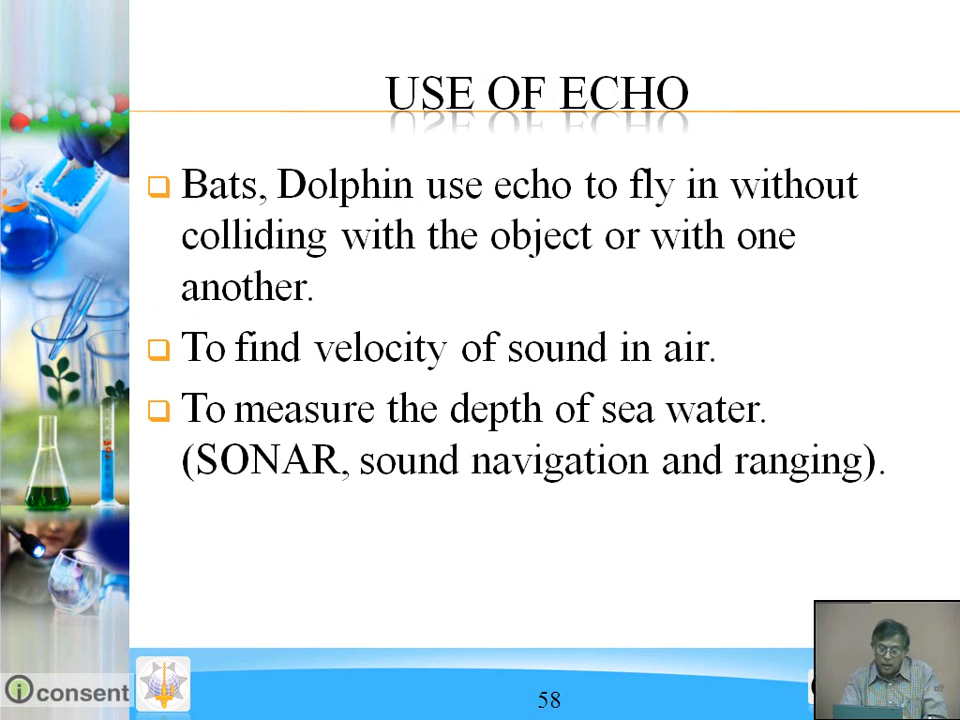 USE OF ECHO
Bats, Dolphin use echo to fly in without
colliding with the object or with one
another.
To find velocity of sound in air.
To measure the depth of sea water.
(SONAR, sound navigation and ranging).
i consent
58